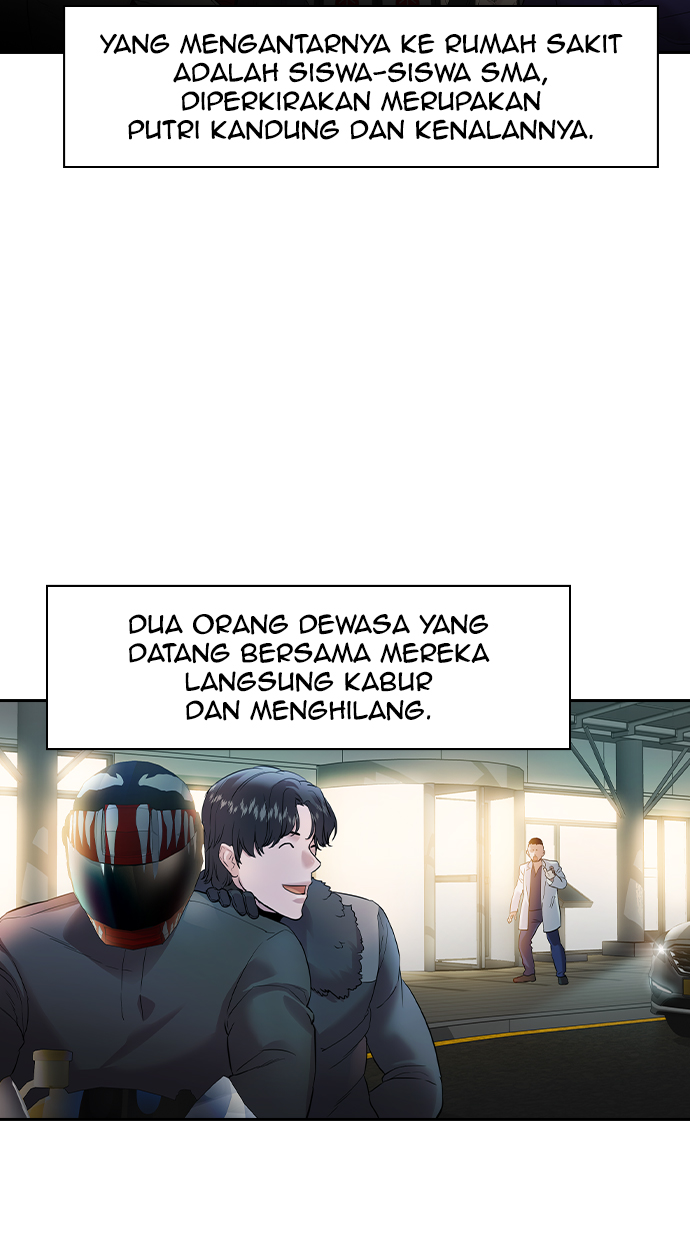 YANG MENGANTARNYA KE RUMAH SAKIT
ADALAH SISWA-SISWA SMA,
DIPERKIRAKAN MERUPAKAN
PUTRI KANDUNG DAN KENALANNYA.
DUA ORANG DEWASA YANG
DATANG BERSAMA MEREKA
LANGSUNG KABUR
DAN MENGHILANG.